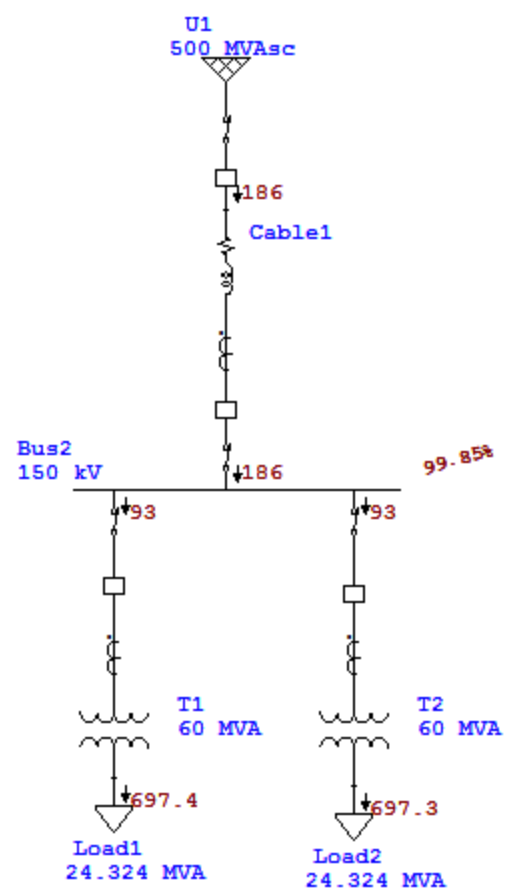 U1
500 MVAsc
186
Cable1
Bus2
150 kV
186
99.85%
93
93
T1
60 MVA
T2
60 MVA
697.4
697.3
Load1
24.324 MVA
Load2
24.324 MVA